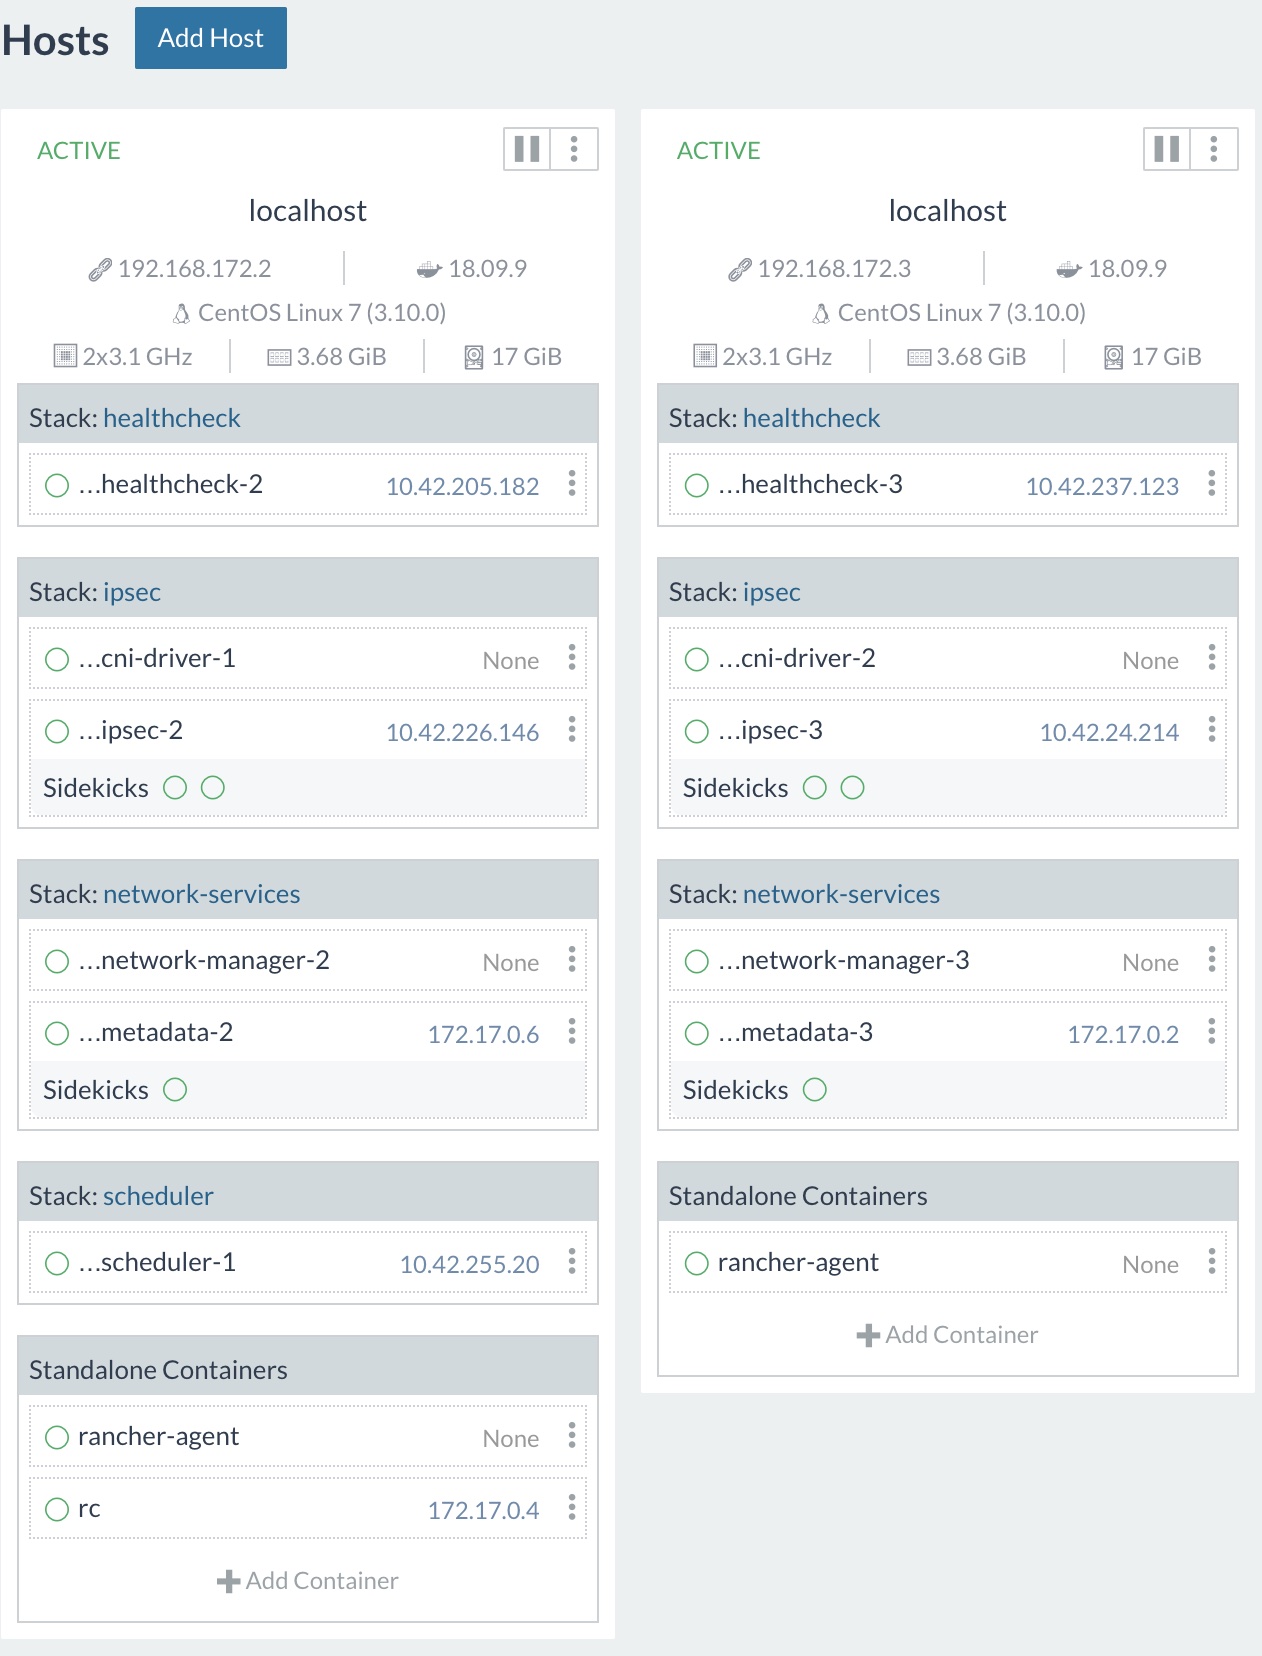 Hosts Add Host
ACTIVE
localhost
192.168.172.2 18.09.9
CentOS Linux 7 (3.10.0)
2x3.1 GHz 3.68 GiB 17 GiB
Stack: healthcheck
...healthcheck-2 10.42.205.182
Stack: ipsec
...cni-driver-1 None
...ipsec-2 10.42.226.146
Sidekicks
Stack: network-services
...network-manager-2 None
...metadata-2 172.17.0.6
Sidekicks
Stack: scheduler
...scheduler-1 10.42.255.20
Standalone Containers
rancher-agent None
rc 172.17.0.4
Add Container
ACTIVE
localhost
192.168.172.3 18.09.9
CentOS Linux 7 (3.10.0)
2x3.1 GHz 3.68 GiB 17 GiB
Stack: healthcheck
...healthcheck-3 10.42.237.123
Stack: ipsec
...cni-driver-2 None
...ipsec-3 10.42.24.214
Sidekicks
Stack: network-services
...network-manager-3 None
...metadata-3 172.17.0.2
Sidekicks
Standalone Containers
rancher-agent None
Add Container